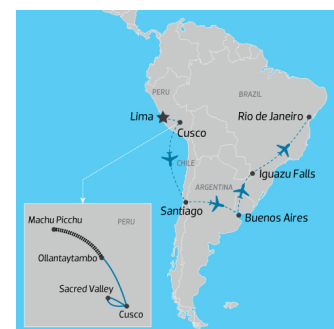 PERU
BRAZIL
Lima
Rio de Janeiro
Cusco
CHILE
Iguazu Falls
ARGENTINA
Santiago
Buenos Aires
Machu Picchu
PERU
Ollantaytambo
Sacred Valley
Cusco